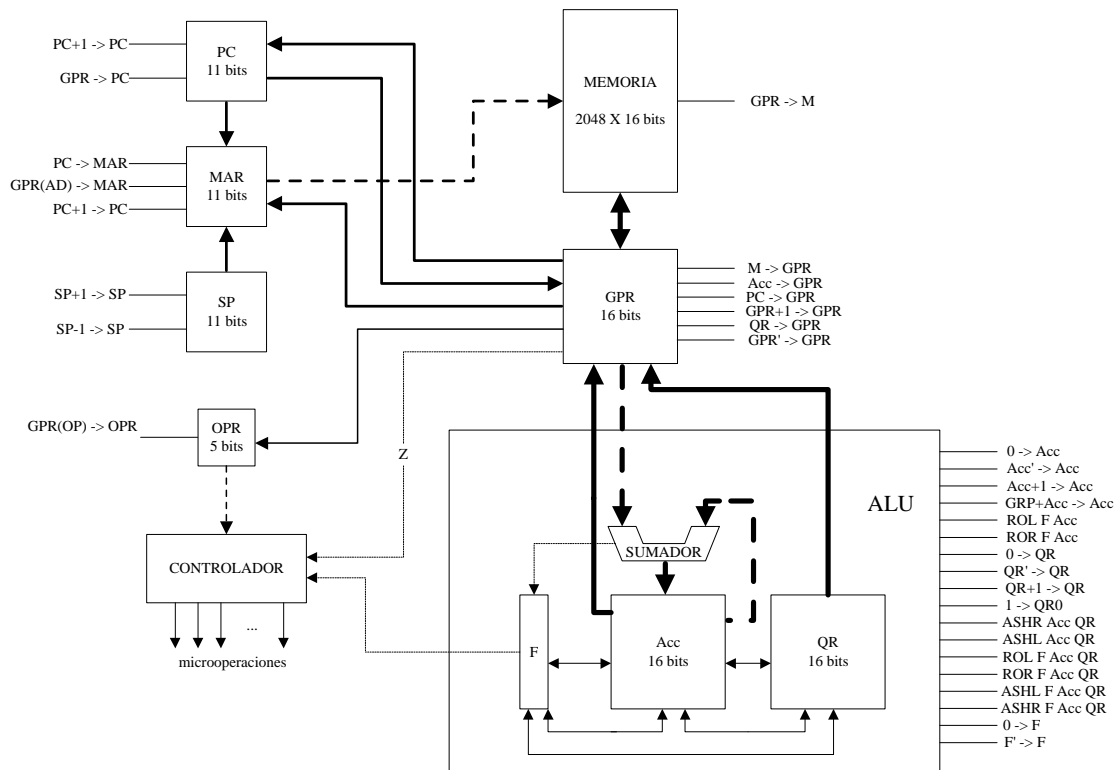 PC+1 -> PC
GPR -> PC
PC
11 bits
MEMORIA
2048 X 16 bits
GPR -> M
PC -> MAR
GPR(AD) -> MAR
PC+1 -> PC
MAR
11 bits
SP+1 -> SP
SP-1 -> SP
SP
11 bits
GPR
16 bits
M -> GPR
Acc -> GPR
PC -> GPR
GPR+1 -> GPR
QR -> GPR
GPR' -> GPR
GPR(OP) -> OPR
OPR
5 bits
Z
CONTROLADOR
...
microoperaciones
ALU
SUMADOR
F
Acc
16 bits
QR
16 bits
0 -> Acc
Acc' -> Acc
Acc+1 -> Acc
GRP+Acc -> Acc
ROL F Acc
ROR F Acc
0 -> QR
QR' -> QR
QR+1 -> QR
1 -> QR0
ASHR Acc QR
ASHL Acc QR
ROL F Acc QR
ROR F Acc QR
ASHL F Acc QR
ASHR F Acc QR
0 -> F
F' -> F